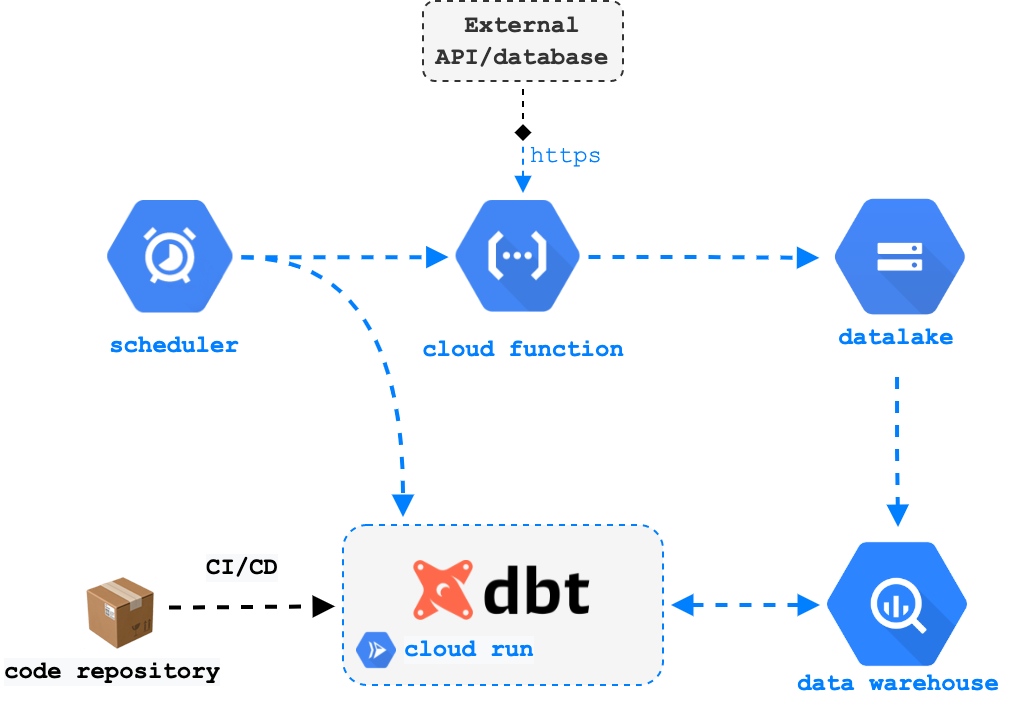 External
API/database
https
scheduler
cloud function
datalake
CI/CD
dbt
cloud run
code repository
data warehouse